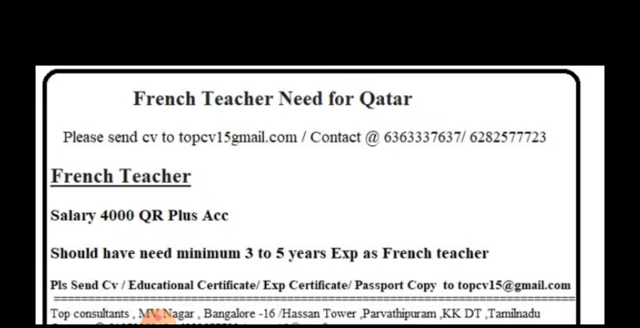 French Teacher Need for Qatar
Please send cv to topcv15gmail.com / Contact @ 6363337637/ 6282577723
French Teacher
Salary 4000 QR Plus Acc
Should have need minimum 3 to 5 years Exp as French teacher
Pls Send Cv / Educational Certificate/ Exp Certificate/ Passport Copy to topcv15@gmail.com
Top consultants , MV Nagar , Bangalore -16 /Hassan Tower ,Parvathipuram ,KK DT ,Tamilnadu